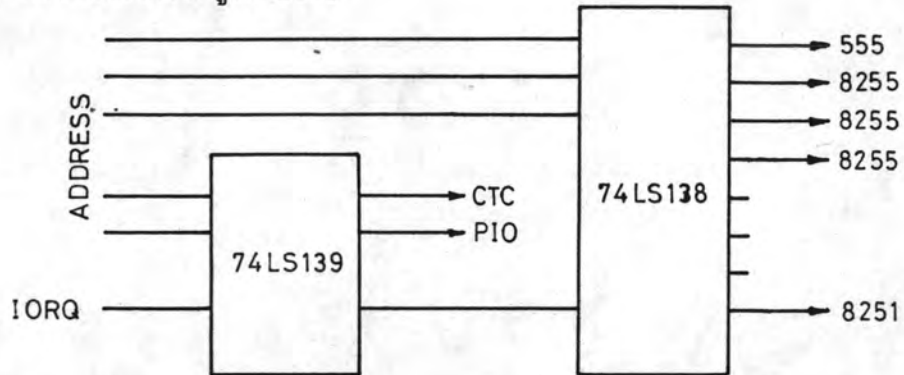 555
8255
8255
8255
8251
74LS138
ADDRESS
CTC
PIO
74LS139
IORQ